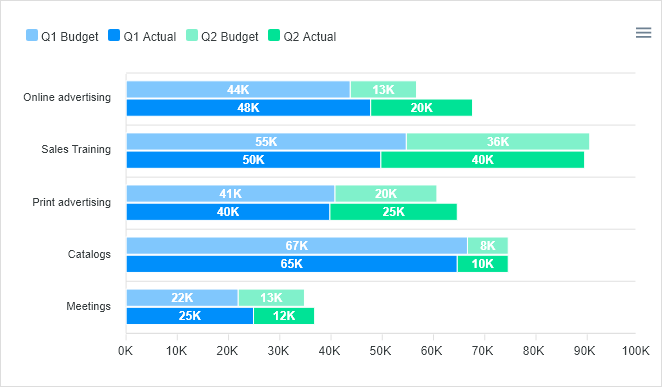 Q1 Budget Q1 Actual Q2 Budget Q2 Actual
Online advertising
44K 13K
48K 20K
Sales Training
55K 36K
50K 40K
Print advertising
41K 20K
40K 25K
Catalogs
67K 8K
65K 10K
Meetings
22K 13K
25K 12K
0K 10K 20K 30K 40K 50K 60K 70K 80K 90K 100K